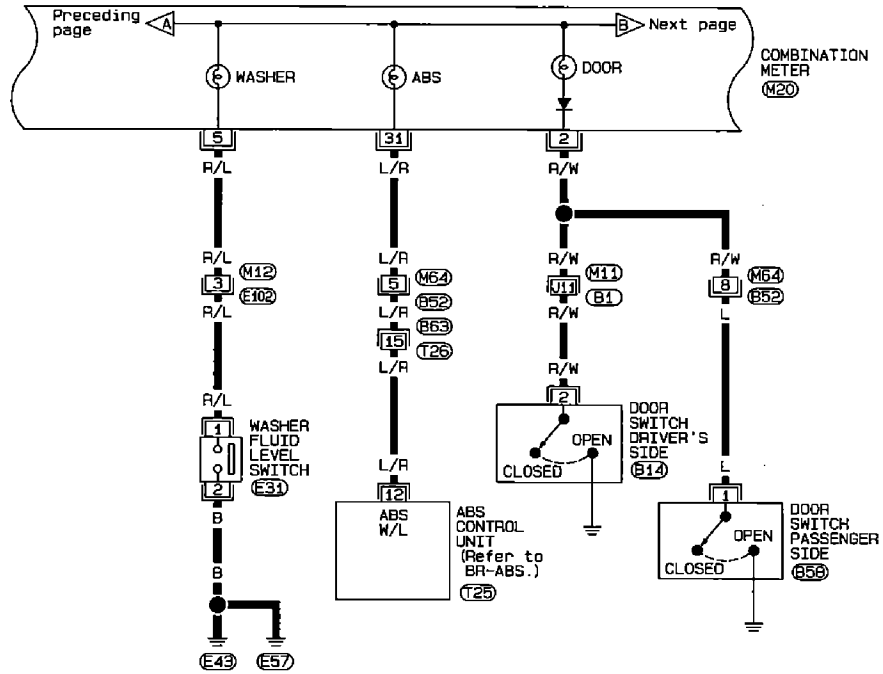 Preceding
page
A
B
Next page
WASHER
ABS
DOOR
COMBINATION
METER
M20
5
31
2
R/L
L/R
R/W
R/L
L/R
R/W
R/W
3
M12
E102
5
M64
B52
J11
M11
B1
8
M64
B52
R/L
L/R
R/W
L
B63
15
T26
L/R
R/W
R/L
2
1
WASHER
FLUID
LEVEL
SWITCH
E31
2
OPEN
CLOSED
DOOR
SWITCH
DRIVER'S
SIDE
B14
L/R
L
12
1
B
ABS
W/L
ABS
CONTROL
UNIT
(Refer to
BR-ABS.)
T25
OPEN
CLOSED
DOOR
SWITCH
PASSENGER
SIDE
B58
B
E43
E57